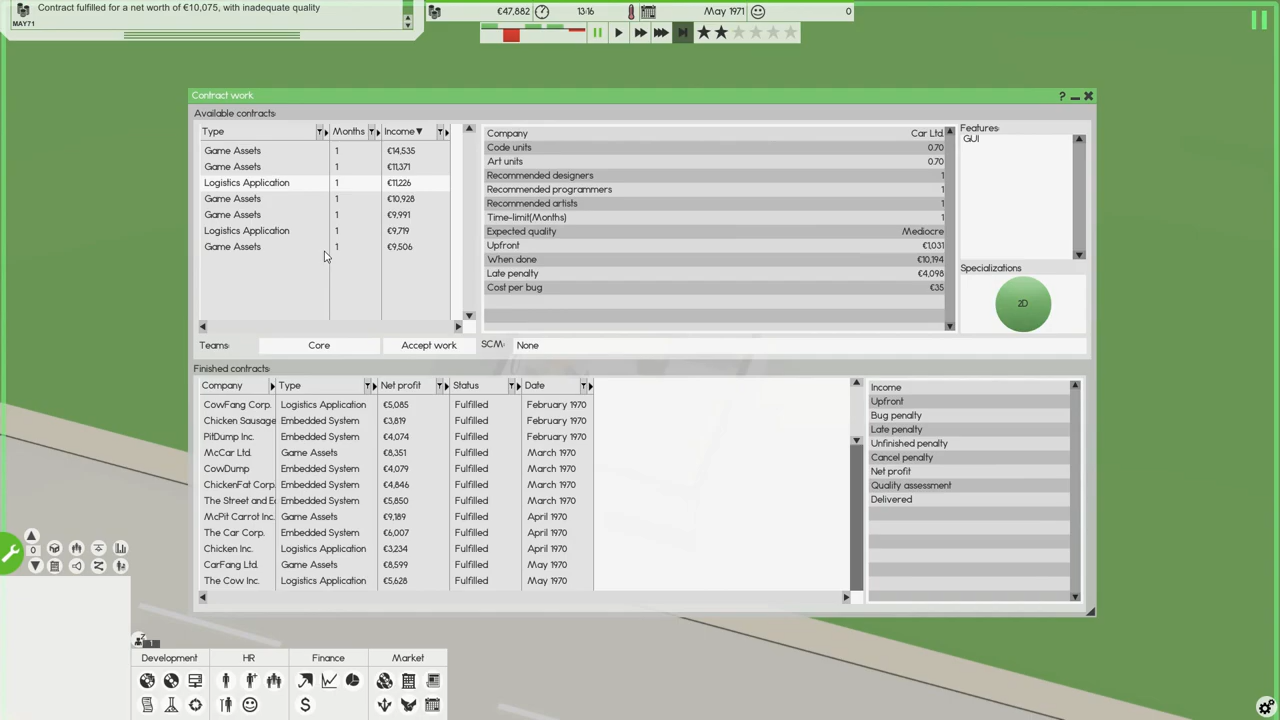 Contract fulfilled for a net worth of €10,075, with inadequate quality
MAY71
€47,882 13:16 May 1971 0
Contract work
?
Available contracts:
Type Months Income▼
Game Assets 1 €14,535
Game Assets 1 €11,371
Logistics Application 1 €11,226
Game Assets 1 €10,928
Game Assets 1 €9,991
Logistics Application 1 €9,719
Game Assets 1 €9,506
Company Car Ltd.
Code units 0.70
Art units 0.70
Recommended designers 1
Recommended programmers 1
Recommended artists 1
Time-limit(Months) 1
Expected quality Mediocre
Upfront €1,031
When done €10,194
Late penalty €4,098
Cost per bug €35
Features:
GUI
Specializations
2D
Teams: Core Accept work SCM: None
Finished contracts:
Company Type Net profit Status Date
CowFang Corp. Logistics Application €5,085 Fulfilled February 1970
Chicken Sausage Embedded System €3,819 Fulfilled February 1970
PitDump Inc. Embedded System €4,074 Fulfilled February 1970
McCar Ltd. Game Assets €8,351 Fulfilled March 1970
CowDump Embedded System €4,079 Fulfilled March 1970
ChickenFat Corp. Embedded System €4,846 Fulfilled March 1970
The Street and E Embedded System €5,850 Fulfilled March 1970
McPit Carrot Inc. Game Assets €9,189 Fulfilled April 1970
The Car Corp. Embedded System €6,007 Fulfilled April 1970
Chicken Inc. Logistics Application €3,234 Fulfilled April 1970
CarFang Ltd. Game Assets €8,599 Fulfilled May 1970
The Cow Inc. Logistics Application €5,628 Fulfilled May 1970
Income
Upfront
Bug penalty
Late penalty
Unfinished penalty
Cancel penalty
Net profit
Quality assessment
Delivered
0
Development HR Finance Market
$